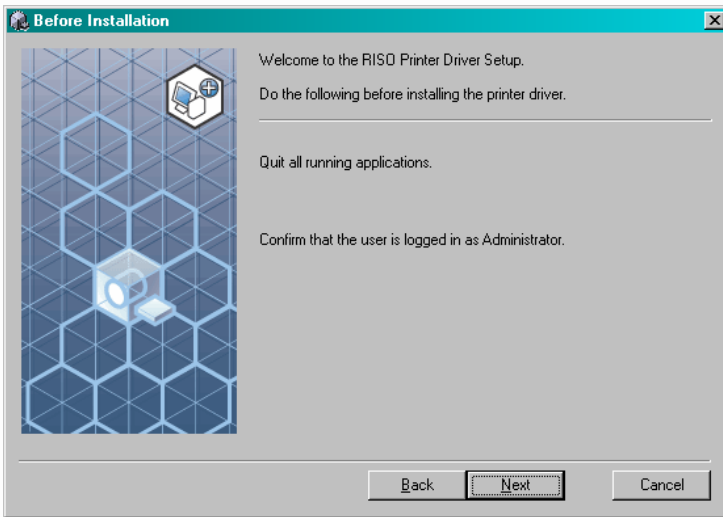 Before Installation
Welcome to the RISO Printer Driver Setup.
Do the following before installing the printer driver.
Quit all running applications.
Confirm that the user is logged in as Administrator.
Back Next Cancel